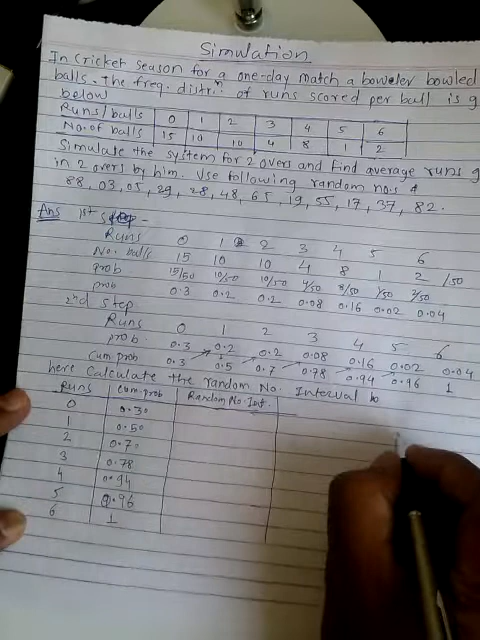 Simulation
In Cricket season for a one-day match a bowler bowled
balls. The freq. distrin of runs scored per ball is g
below
Runs/balls 0 1 2 3 4 5 6
No. of balls 15 10 10 4 8 1 2
Simulate the system for 2 overs and find average runs g
in 2 overs by him. Use following random no.s
88, 03, 05, 29, 28, 48, 65, 19, 55, 17, 37, 82.
Ans 1st step -
Runs 0 1 2 3 4 5 6
No. balls 15 10 10 4 8 1 2 /50
prob 15/50 10/50 10/50 4/50 8/50 1/50 2/50
prob 0.3 0.2 0.2 0.08 0.16 0.02 0.04
2nd step
Runs 0 1 2 3 4 5 6
prob. 0.3 0.2 0.2 0.08 0.16 0.02 0.04
Cum prob 0.3 0.5 0.7 0.78 0.94 0.96 1
here Calculate the random No. Interval
Runs Cum.prob Random No. Int.
0 0.30
1 0.50
2 0.70
3 0.78
4 0.94
5 0.96
6 1